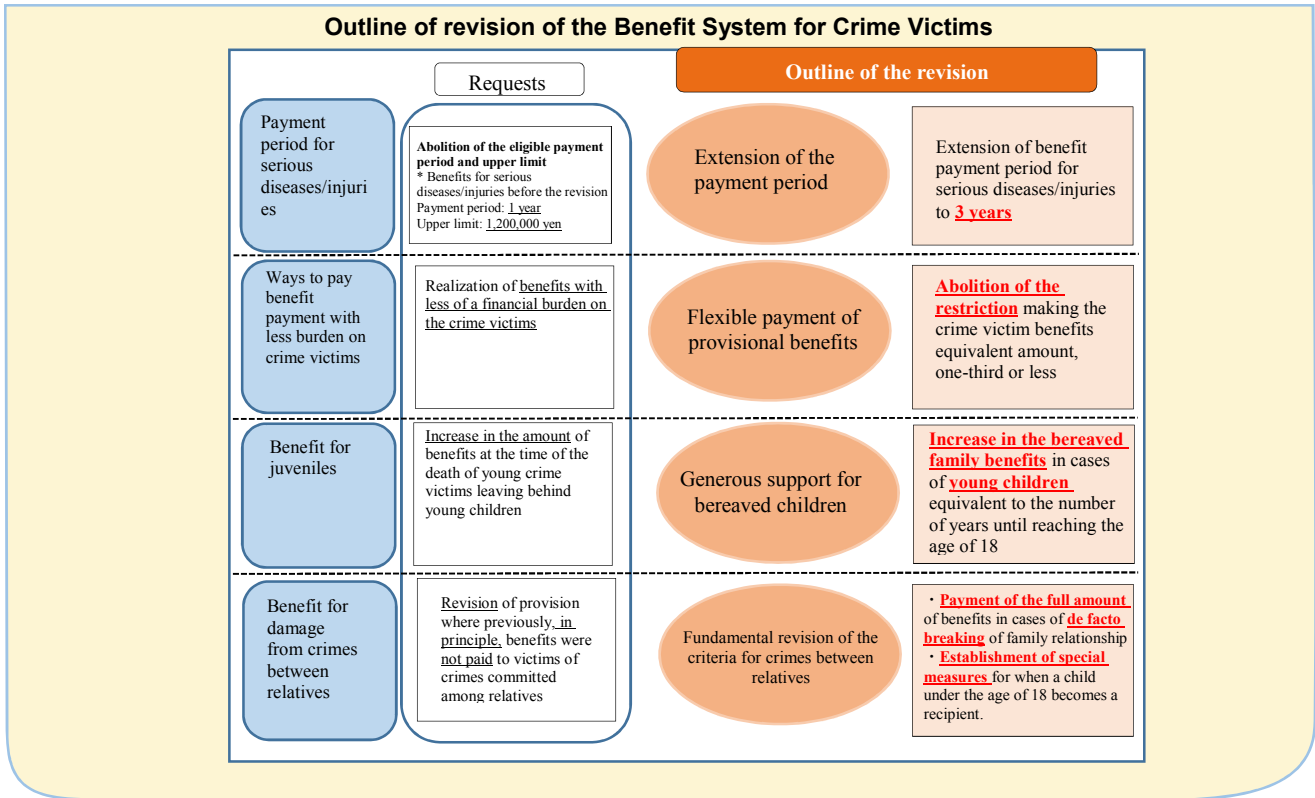 Outline of revision of the Benefit System for Crime Victims
Requests
Outline of the revision
Payment
period for
serious
diseases/injuri
es
Abolition of the eligible payment
period and upper limit
* Benefits for serious
diseases/injuries before the revision
Payment period: 1 year
Upper limit: 1,200,000 yen
Extension of the
payment period
Extension of benefit
payment period for
serious diseases/injuries
to 3 years
Ways to pay
benefit
payment with
less burden on
crime victims
Realization of benefits with
less of a financial burden on
the crime victims
Flexible payment of
provisional benefits
Abolition of the
restriction making the
crime victim benefits
equivalent amount,
one-third or less
Benefit for
juveniles
Increase in the amount of
benefits at the time of the
death of young crime
victims leaving behind
young children
Generous support for
bereaved children
Increase in the bereaved
family benefits in cases
of young children
equivalent to the number
of years until reaching the
age of 18
Benefit for
damage
from crimes
between
relatives
Revision of provision
where previously, in
principle, benefits were
not paid to victims of
crimes committed
among relatives
Fundamental revision of the
criteria for crimes between
relatives
・Payment of the full amount
of benefits in cases of de facto
breaking of family relationship
・Establishment of special
measures for when a child
under the age of 18 becomes a
recipient.